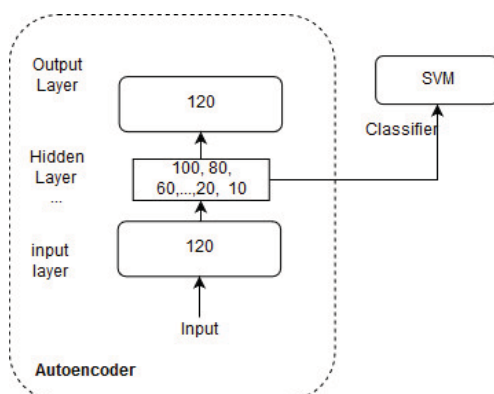 Output
Layer
120
SVM
Classifier
Hidden
Layer
...
100, 80,
60,...,20, 10
input
layer
120
Input
Autoencoder